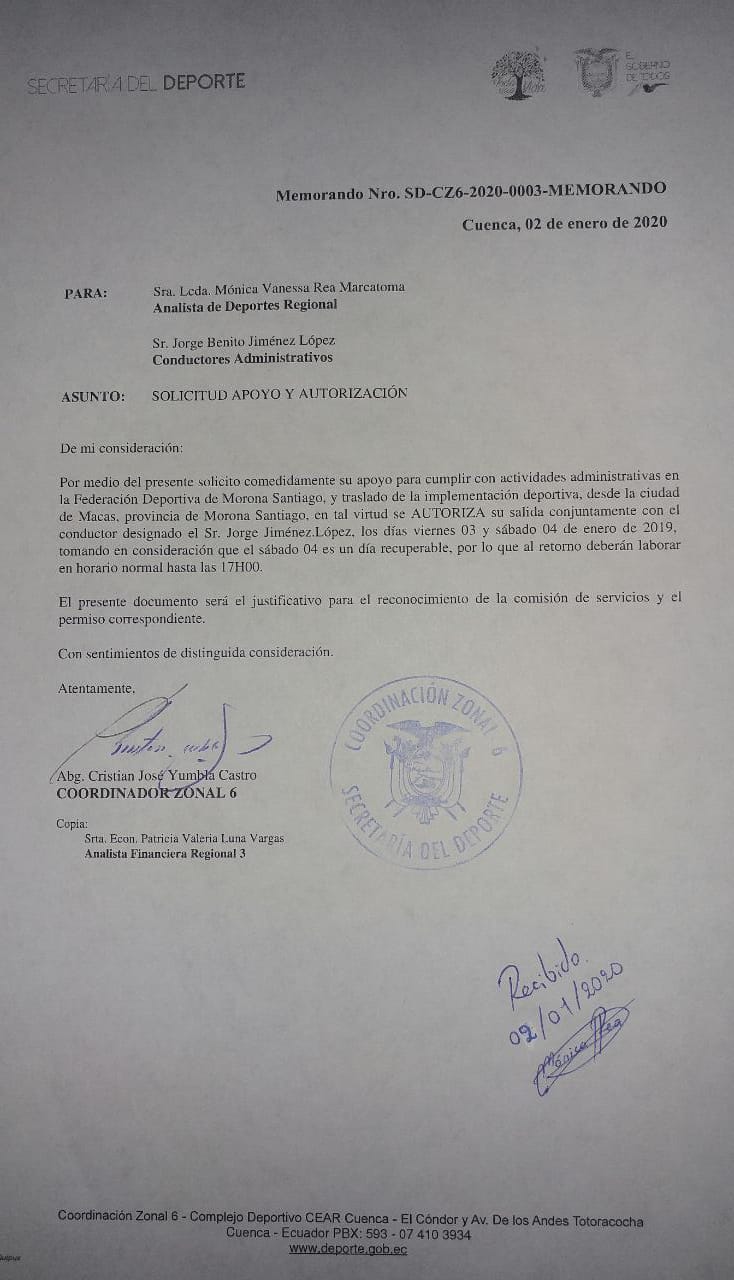 SECRETARÍA DEL DEPORTE
Toda una Vida
EL
GOBIERNO
DE TODOS
Memorando Nro. SD-CZ6-2020-0003-MEMORANDO
Cuenca, 02 de enero de 2020
PARA: Sra. Lcda. Mónica Vanessa Rea Marcatoma
Analista de Deportes Regional
Sr. Jorge Benito Jiménez López
Conductores Administrativos
ASUNTO: SOLICITUD APOYO Y AUTORIZACIÓN
De mi consideración:
Por medio del presente solicito comedidamente su apoyo para cumplir con actividades administrativas en
la Federación Deportiva de Morona Santiago, y traslado de la implementación deportiva, desde la ciudad
de Macas, provincia de Morona Santiago, en tal virtud se AUTORIZA su salida conjuntamente con el
conductor designado el Sr. Jorge Jiménez.López, los días viernes 03 y sábado 04 de enero de 2019,
tomando en consideración que el sábado 04 es un día recuperable, por lo que al retorno deberán laborar
en horario normal hasta las 17H00.
El presente documento será el justificativo para el reconocimiento de la comisión de servicios y el
permiso correspondiente.
Con sentimientos de distinguida consideración.
Atentamente,
Abg. Cristian José Yumbla Castro
COORDINADOR ZONAL 6
COORDINACIÓN ZONAL 6
SECRETARÍA DEL DEPORTE
Copia:
Srta. Econ. Patricia Valeria Luna Vargas
Analista Financiera Regional 3
Recibido.
02/01/2020
Mónica Rea
Coordinación Zonal 6 - Complejo Deportivo CEAR Cuenca - El Cóndor y Av. De los Andes Totoracocha
Cuenca - Ecuador PBX: 593 - 07 410 3934
www.deporte.gob.ec